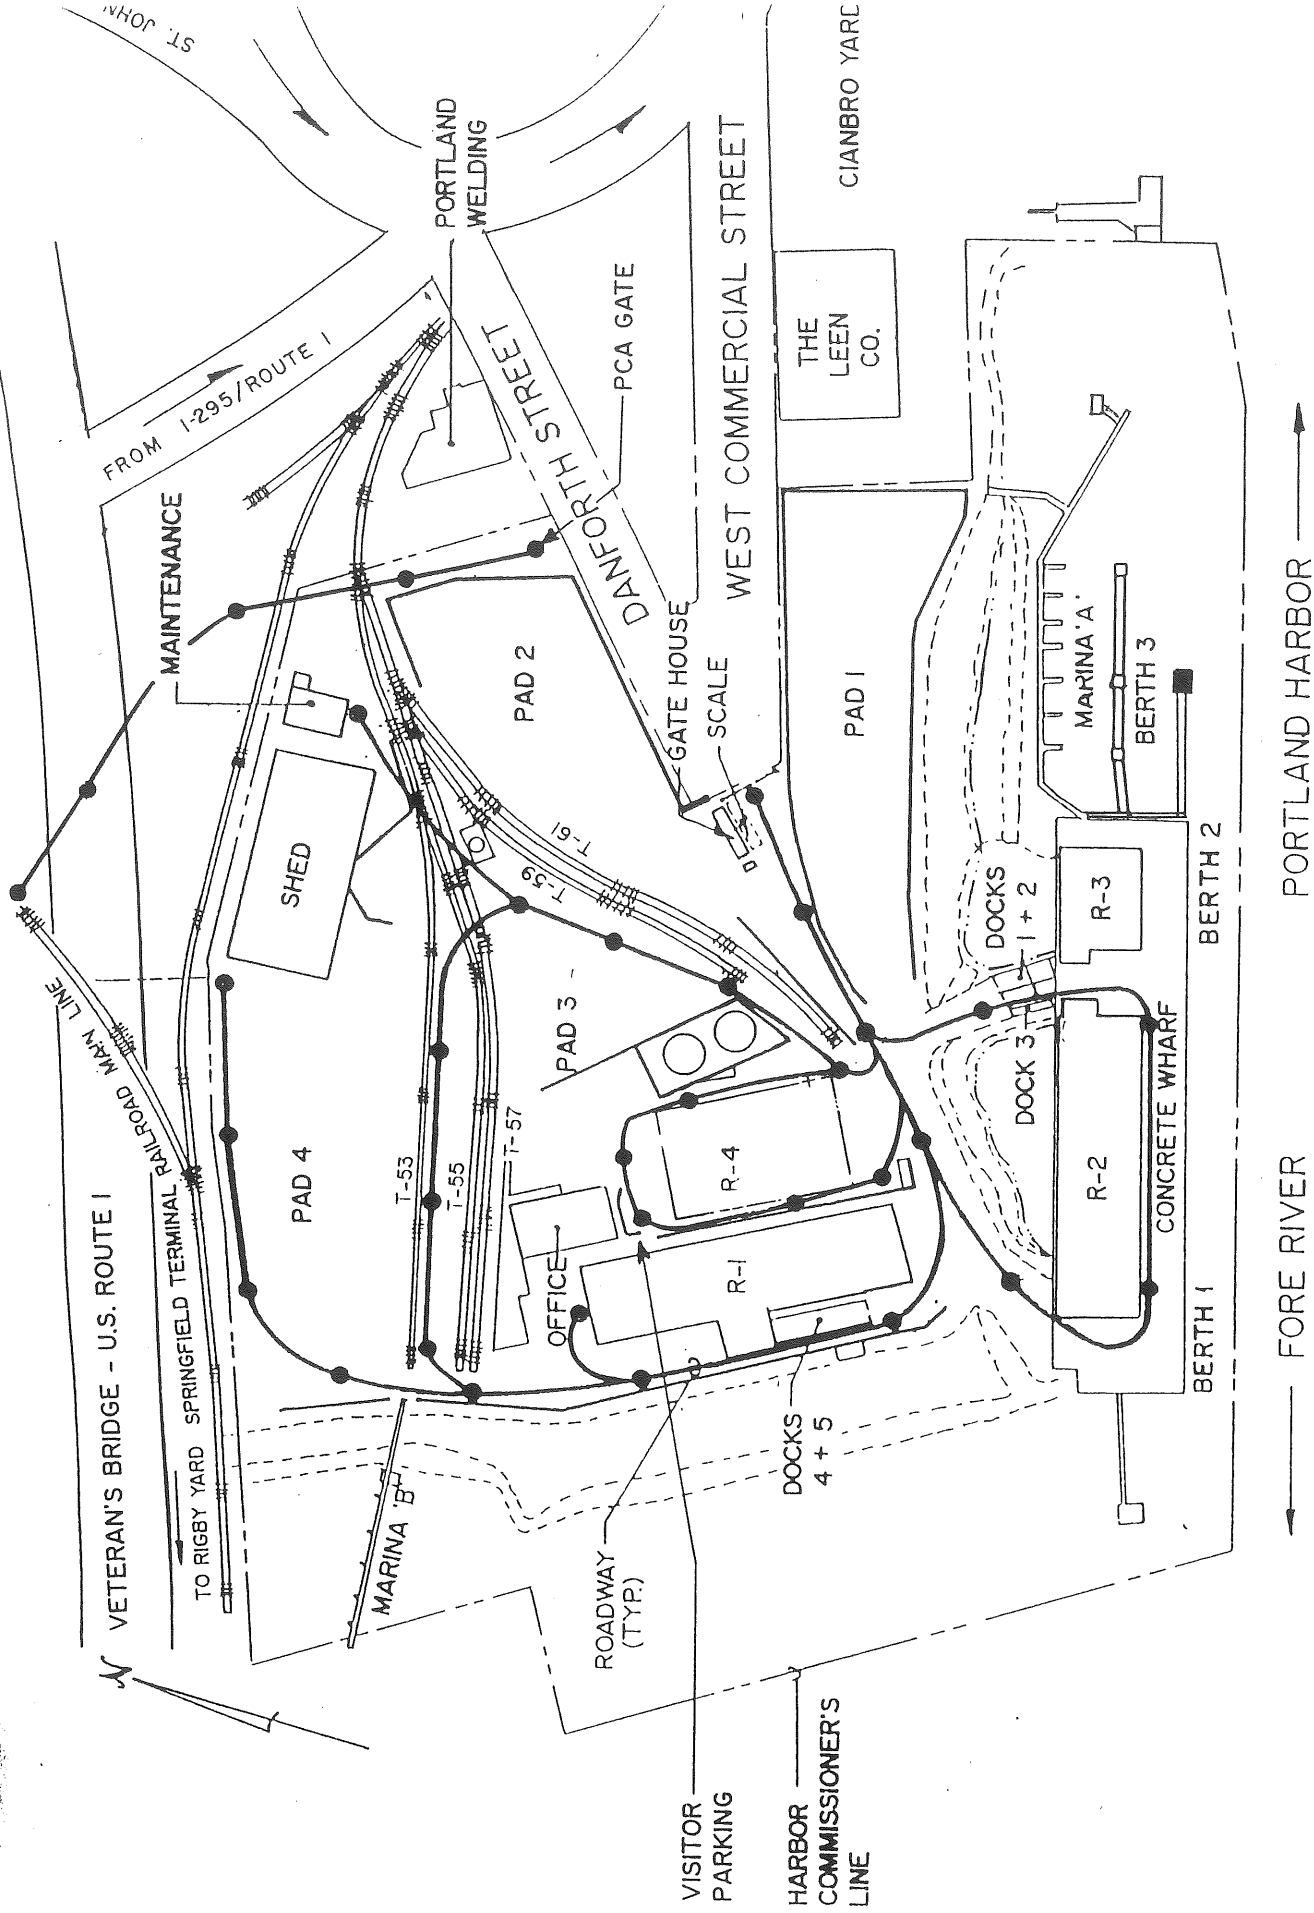 N
VETERAN'S BRIDGE - U.S. ROUTE 1
TO RIGBY YARD
SPRINGFIELD TERMINAL RAILROAD MAIN LINE
MAINTENANCE
FROM I-295/ROUTE 1
ST. JOHN
PORTLAND
WELDING
SHED
PAD 4
T-53
T-55
T-57
PAD 3
T-59
T-61
PAD 2
DANFORTH STREET
PCA GATE
MARINA 'B'
OFFICE
R-4
R-1
GATE HOUSE
SCALE
WEST COMMERCIAL STREET
ROADWAY
(TYP.)
DOCKS
4 + 5
PAD 1
THE
LEEN
CO.
CIANBRO YARD
VISITOR
PARKING
HARBOR
COMMISSIONER'S
LINE
DOCK 3
DOCKS
1 + 2
R-2
R-3
MARINA 'A'
BERTH 3
CONCRETE WHARF
BERTH 1
BERTH 2
FORE RIVER
PORTLAND HARBOR